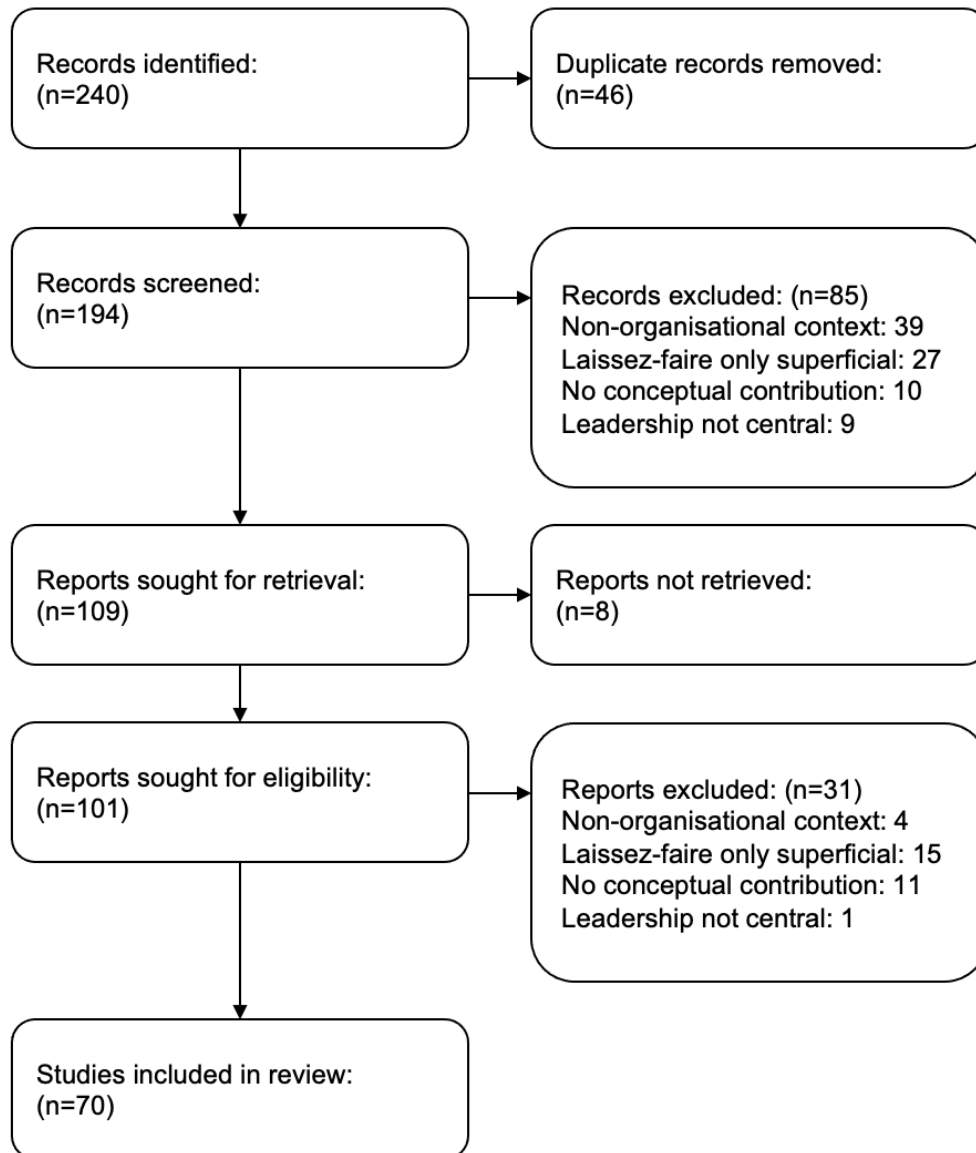 Records identified:
(n=240)
Duplicate records removed:
(n=46)
Records screened:
(n=194)
Records excluded: (n=85)
Non-organisational context: 39
Laissez-faire only superficial: 27
No conceptual contribution: 10
Leadership not central: 9
Reports sought for retrieval:
(n=109)
Reports not retrieved:
(n=8)
Reports sought for eligibility:
(n=101)
Reports excluded: (n=31)
Non-organisational context: 4
Laissez-faire only superficial: 15
No conceptual contribution: 11
Leadership not central: 1
Studies included in review:
(n=70)